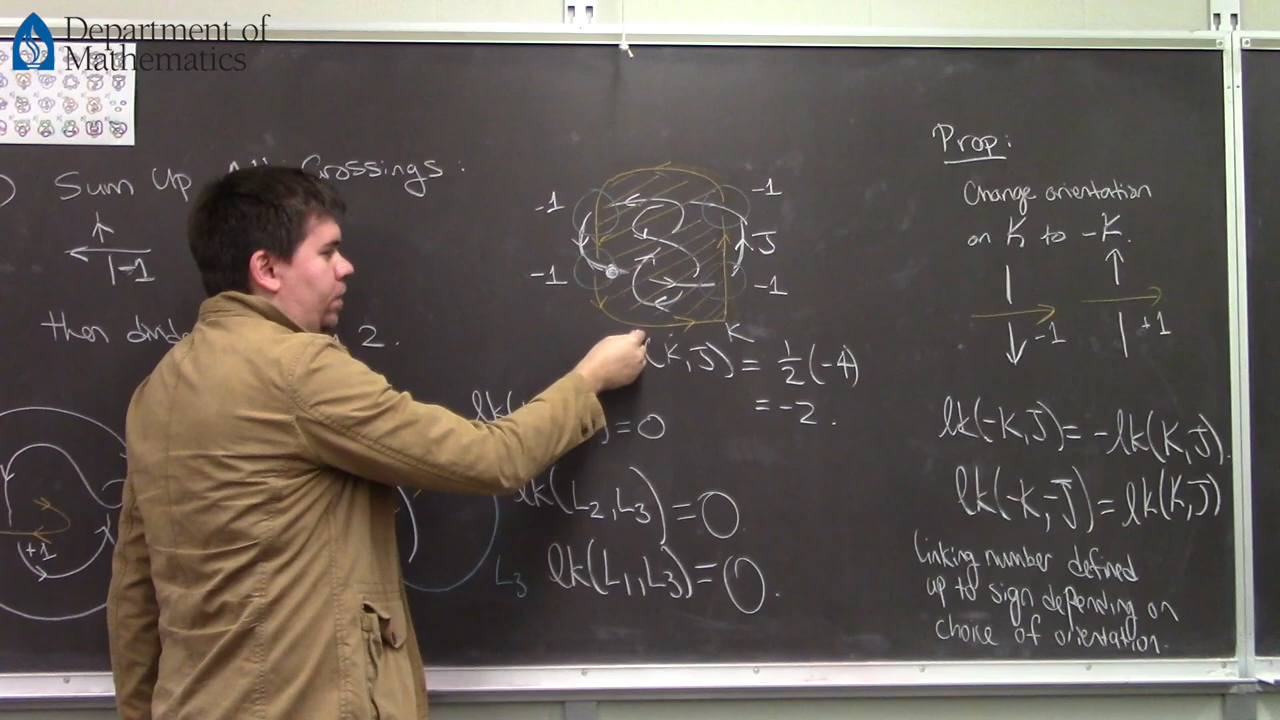 Department of
Mathematics
Sum Up All Crossings:
-1
then divide 2.
+1
L3
-1
-1
-1
-1
J
K
(K,J) = 1/2 (-4)
= -2.
lk( = 0
lk(L2,L3) = 0
lk(L1,L3) = 0.
Prop:
Change orientation
on K to -K.
-1
+1
lk(-K,J) = -lk(K,J).
lk(-K,-J) = lk(K,J)
Linking number defined
up to sign depending on
choice of orientation.